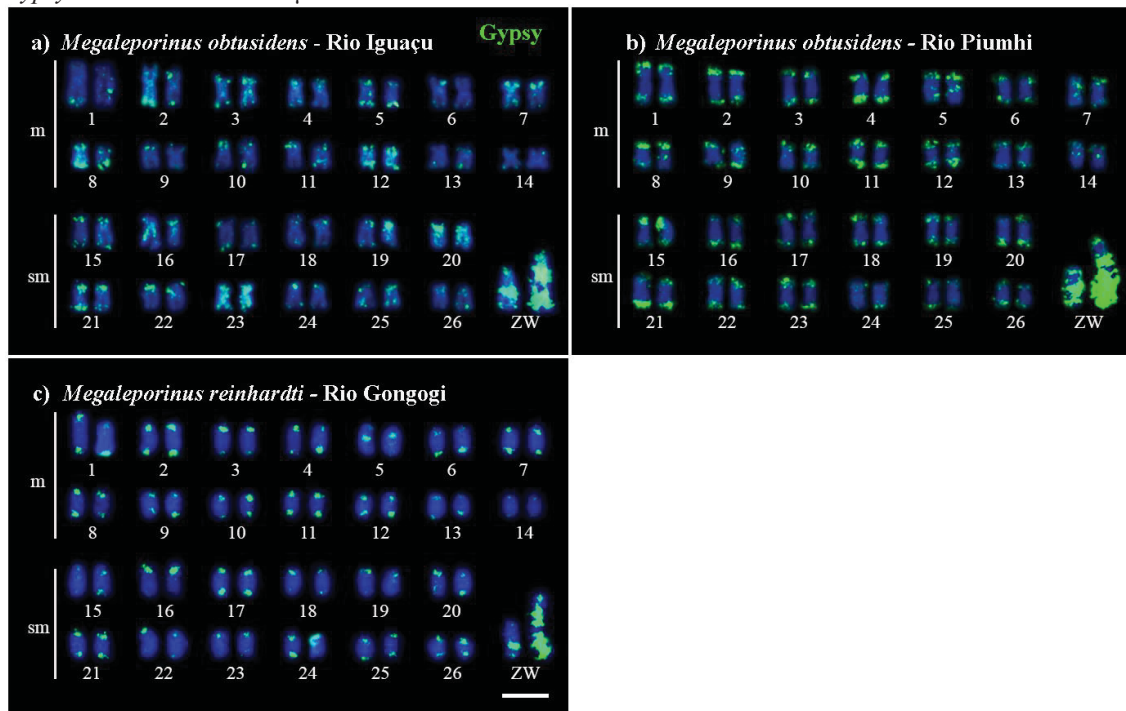 a) Megaleporinus obtusidens - Rio Iguaçu
Gypsy
m
1 2 3 4 5 6 7
8 9 10 11 12 13 14
sm
15 16 17 18 19 20
21 22 23 24 25 26 ZW
b) Megaleporinus obtusidens - Rio Piumhi
m
1 2 3 4 5 6 7
8 9 10 11 12 13 14
sm
15 16 17 18 19 20
21 22 23 24 25 26 ZW
c) Megaleporinus reinhardti - Rio Gongogi
m
1 2 3 4 5 6 7
8 9 10 11 12 13 14
sm
15 16 17 18 19 20
21 22 23 24 25 26 ZW